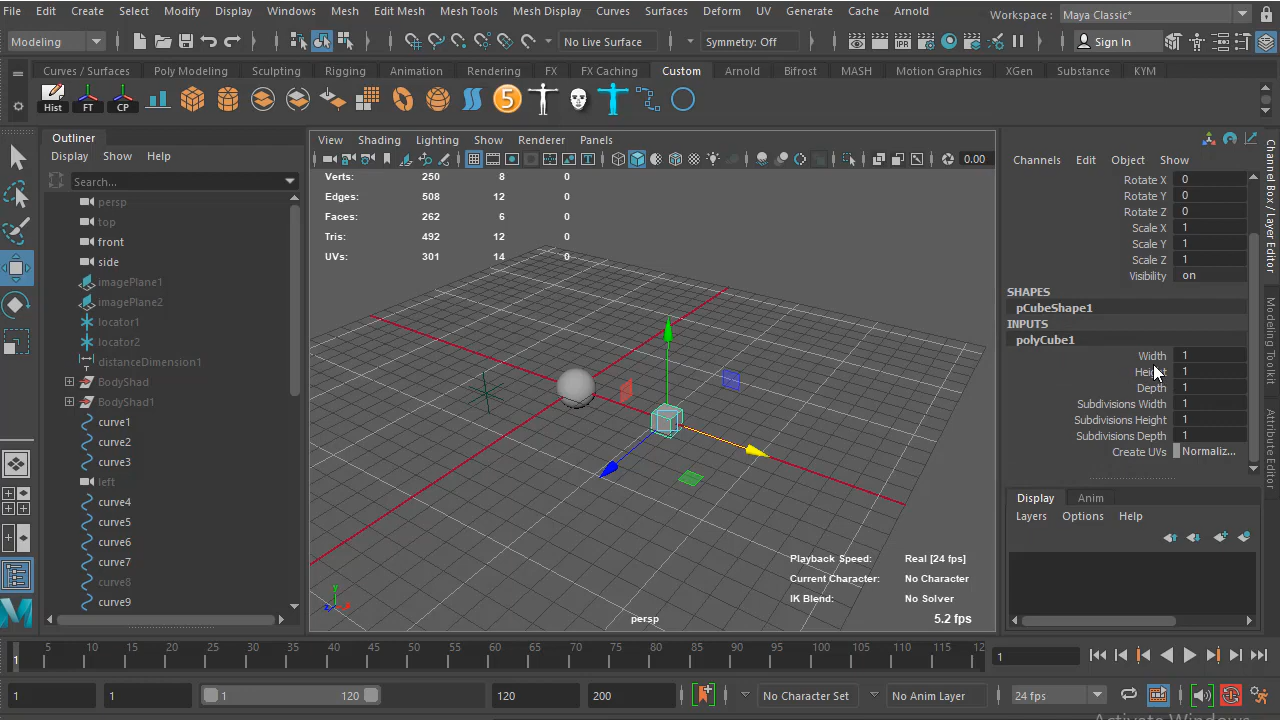 File Edit Create Select Modify Display Windows Mesh Edit Mesh Mesh Tools Mesh Display Curves Surfaces Deform UV Generate Cache Arnold Workspace: Maya Classic*
Modeling No Live Surface Symmetry: Off IPR Sign In
Curves / Surfaces Poly Modeling Sculpting Rigging Animation Rendering FX FX Caching Custom Arnold Bifrost MASH Motion Graphics XGen Substance KYM
Hist FT CP 5
Outliner
Display Show Help
Search...
persp
top
front
side
imagePlane1
imagePlane2
locator1
locator2
distanceDimension1
BodyShad
BodyShad1
curve1
curve2
curve3
left
curve4
curve5
curve6
curve7
curve8
curve9
View Shading Lighting Show Renderer Panels
0.00
Verts: 250 8 0
Edges: 508 12 0
Faces: 262 6 0
Tris: 492 12 0
UVs: 301 14 0
Playback Speed: Real [24 fps]
Current Character: No Character
IK Blend: No Solver
5.2 fps
persp
y
x
z
Channels Edit Object Show
Rotate X 0
Rotate Y 0
Rotate Z 0
Scale X 1
Scale Y 1
Scale Z 1
Visibility on
SHAPES
pCubeShape1
INPUTS
polyCube1
Width 1
Height 1
Depth 1
Subdivisions Width 1
Subdivisions Height 1
Subdivisions Depth 1
Create UVs Normaliz...
Display Anim
Layers Options Help
Channel Box / Layer Editor
Modeling Toolkit
Attribute Editor
1 5 10 15 20 25 30 35 40 45 50 55 60 65 70 75 80 85 90 95 100 105 110 115 12
1
1 1 1 120 120 200 No Character Set No Anim Layer 24 fps
Activate Windows